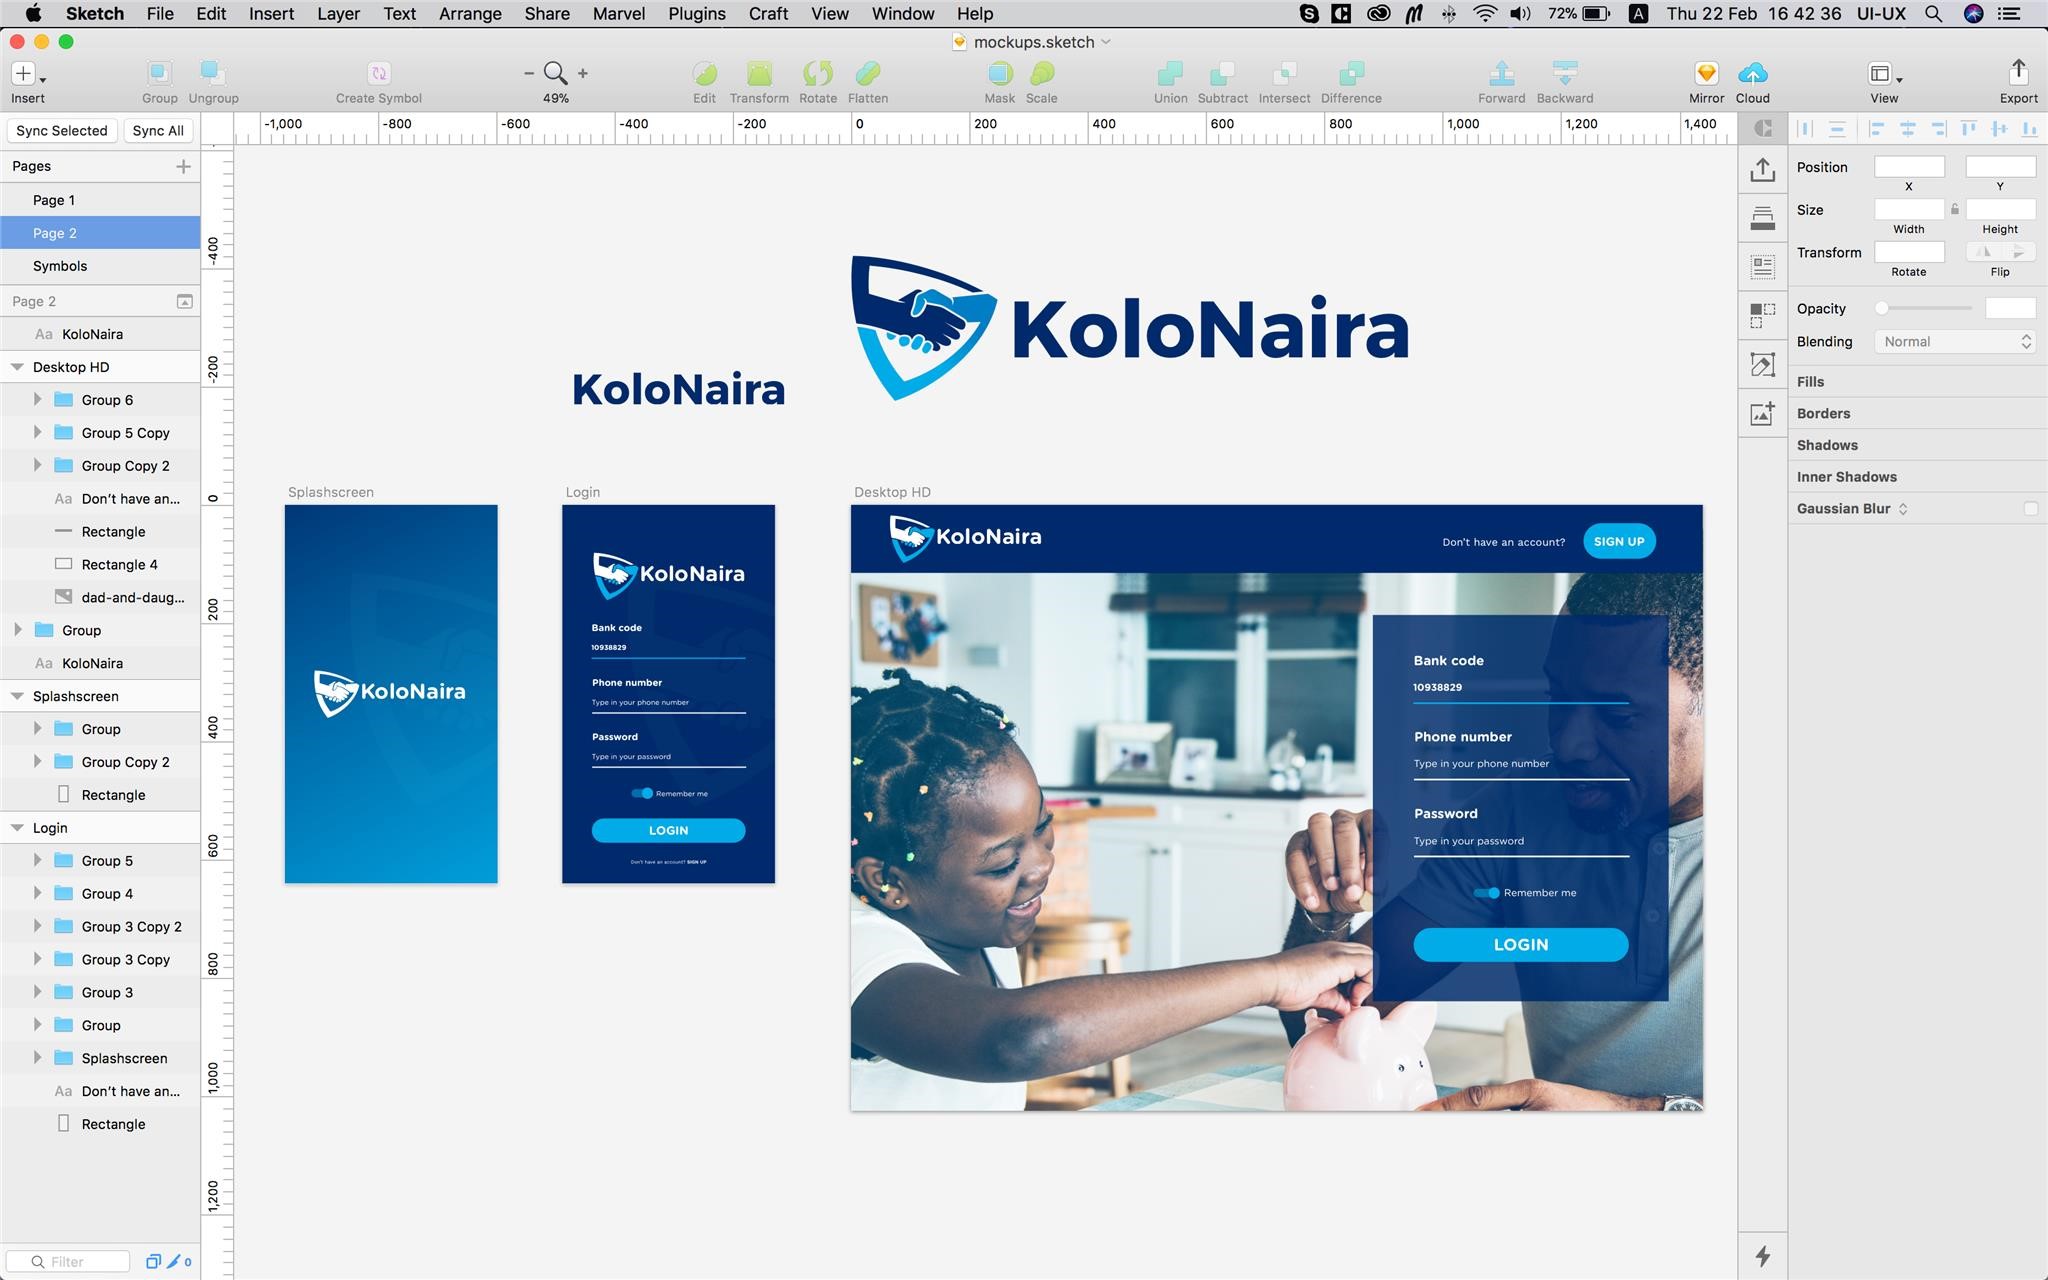 Sketch File Edit Insert Layer Text Arrange Share Marvel Plugins Craft View Window Help 72% A Thu 22 Feb 16 42 36 UI-UX
mockups.sketch
Insert Group Ungroup Create Symbol 49% Edit Transform Rotate Flatten Mask Scale Union Subtract Intersect Difference Forward Backward Mirror Cloud View Export
Sync Selected Sync All
-1,000 -800 -600 -400 -200 0 200 400 600 800 1,000 1,200 1,400
Pages
Page 1
Page 2
Symbols
Page 2
Aa KoloNaira
Desktop HD
Group 6
Group 5 Copy
Group Copy 2
Aa Don't have an...
Rectangle
Rectangle 4
dad-and-daug...
Group
Aa KoloNaira
Splashscreen
Group
Group Copy 2
Rectangle
Login
Group 5
Group 4
Group 3 Copy 2
Group 3 Copy
Group 3
Group
Splashscreen
Aa Don't have an...
Rectangle
Filter
0
-400
-200
0
200
400
600
800
1,000
1,200
KoloNaira
KoloNaira
Splashscreen
KoloNaira
Login
KoloNaira
Bank code
10938829
Phone number
Type in your phone number
Password
Type in your password
Remember me
LOGIN
Don't have an account? SIGN UP
Desktop HD
KoloNaira
Don't have an account?
SIGN UP
Bank code
10938829
Phone number
Type in your phone number
Password
Type in your password
Remember me
LOGIN
Position
X Y
Size
Width Height
Transform
Rotate Flip
Opacity
Blending Normal
Fills
Borders
Shadows
Inner Shadows
Gaussian Blur